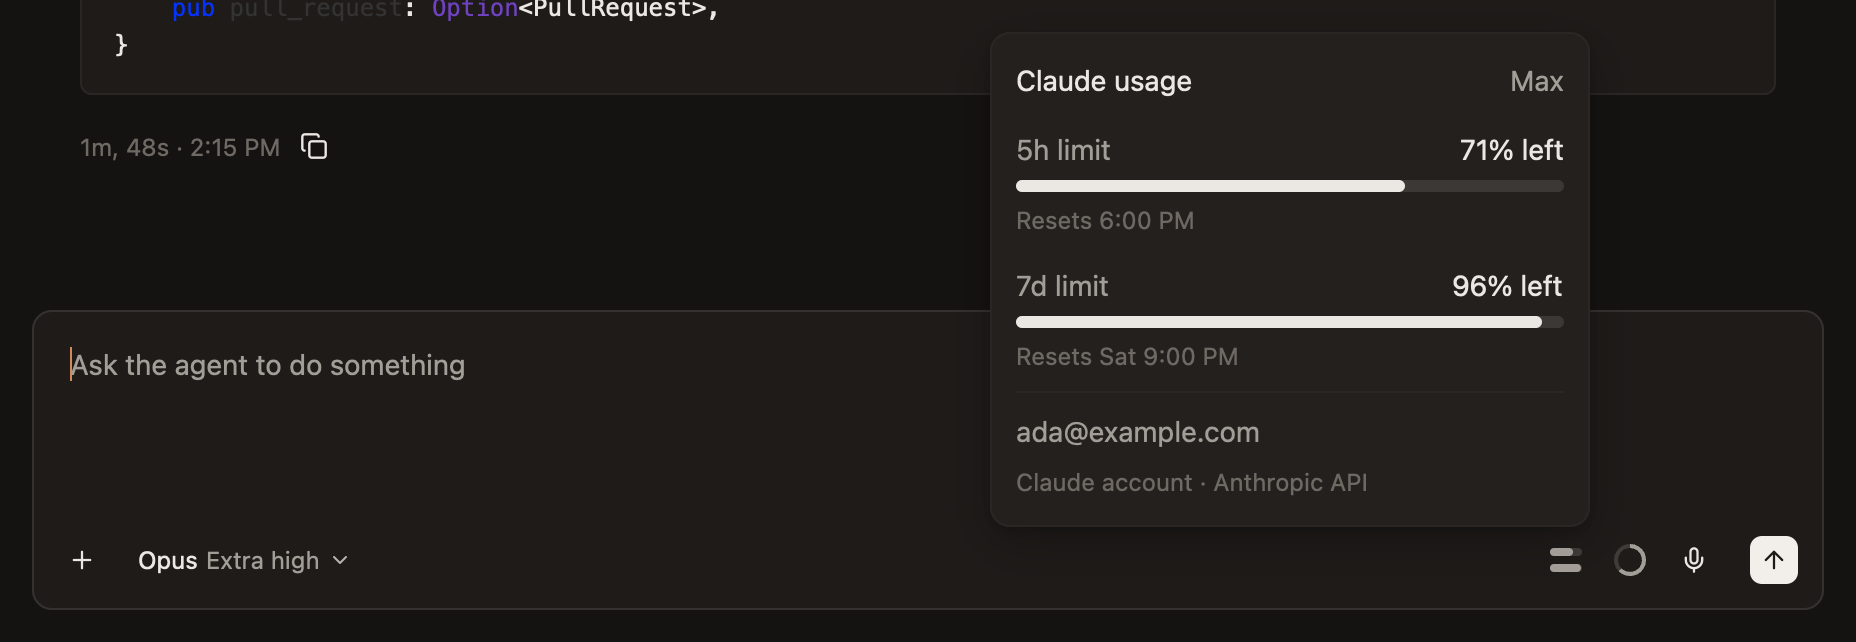 pub pull_request: Option<PullRequest>,
}
1m, 48s · 2:15 PM
Claude usage
Max
5h limit
71% left
Resets 6:00 PM
7d limit
96% left
Resets Sat 9:00 PM
ada@example.com
Claude account · Anthropic API
Ask the agent to do something
Opus Extra high